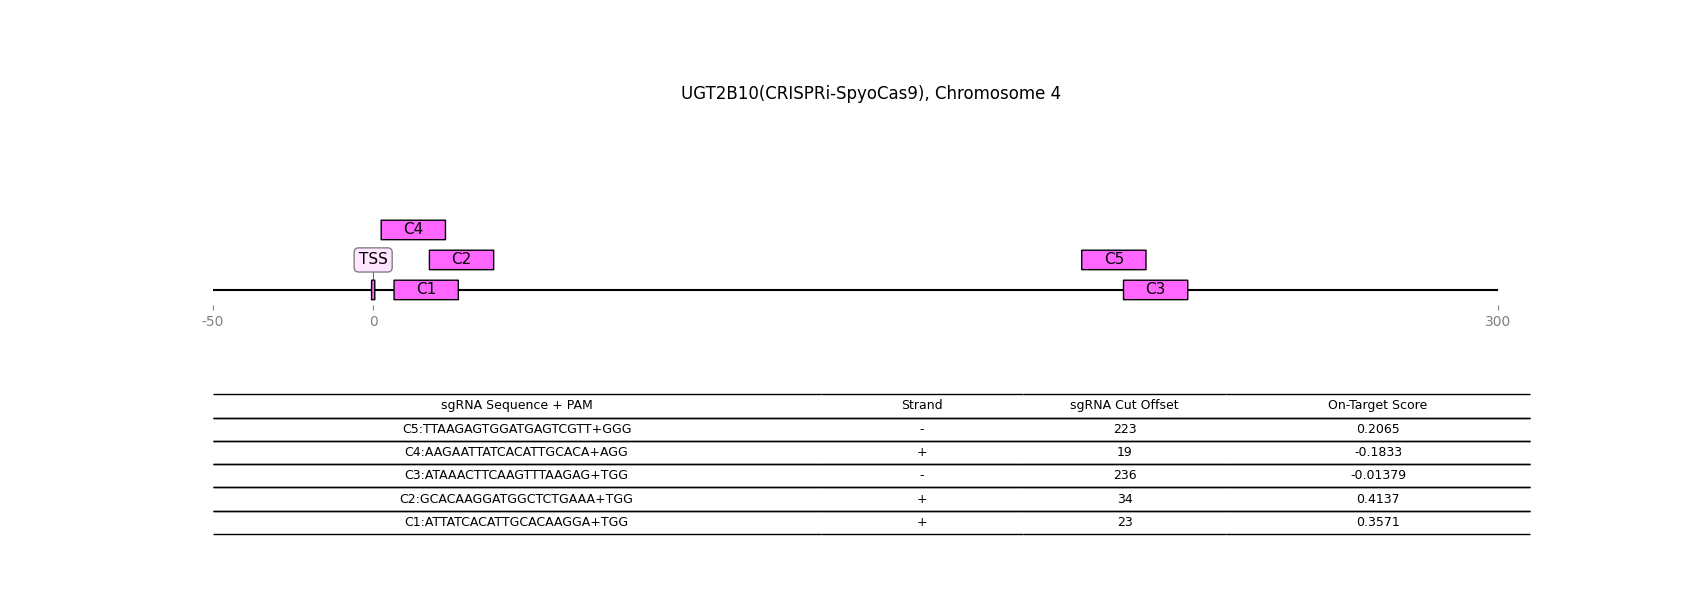 UGT2B10(CRISPRi-SpyoCas9), Chromosome 4
C4
TSS C2 C5
C1 C3
-50 0 300
sgRNA Sequence + PAM Strand sgRNA Cut Offset On-Target Score
C5:TTAAGAGTGGATGAGTCGTT+GGG - 223 0.2065
C4:AAGAATTATCACATTGCACA+AGG + 19 -0.1833
C3:ATAAACTTCAAGTTTAAGAG+TGG - 236 -0.01379
C2:GCACAAGGATGGCTCTGAAA+TGG + 34 0.4137
C1:ATTATCACATTGCACAAGGA+TGG + 23 0.3571